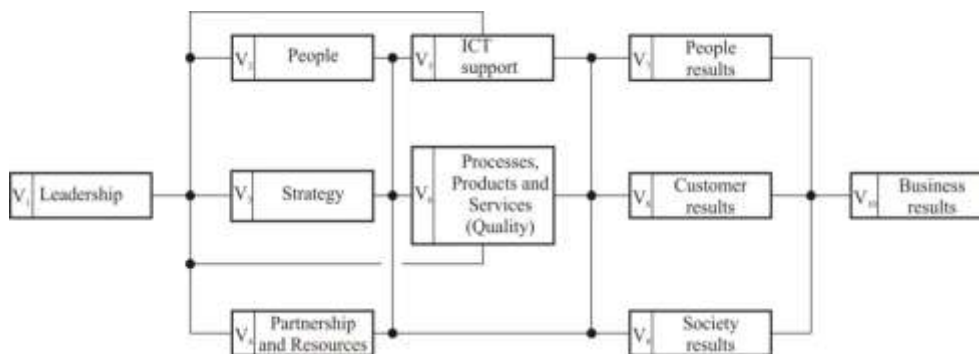 V₂ People
V₅ ICT
support
V₇ People
results
V₁ Leadership
V₃ Strategy
V₆ Processes,
Products and
Services
(Quality)
V₈ Customer
results
V₁₀ Business
results
V₄ Partnership
and Resources
V₉ Society
results